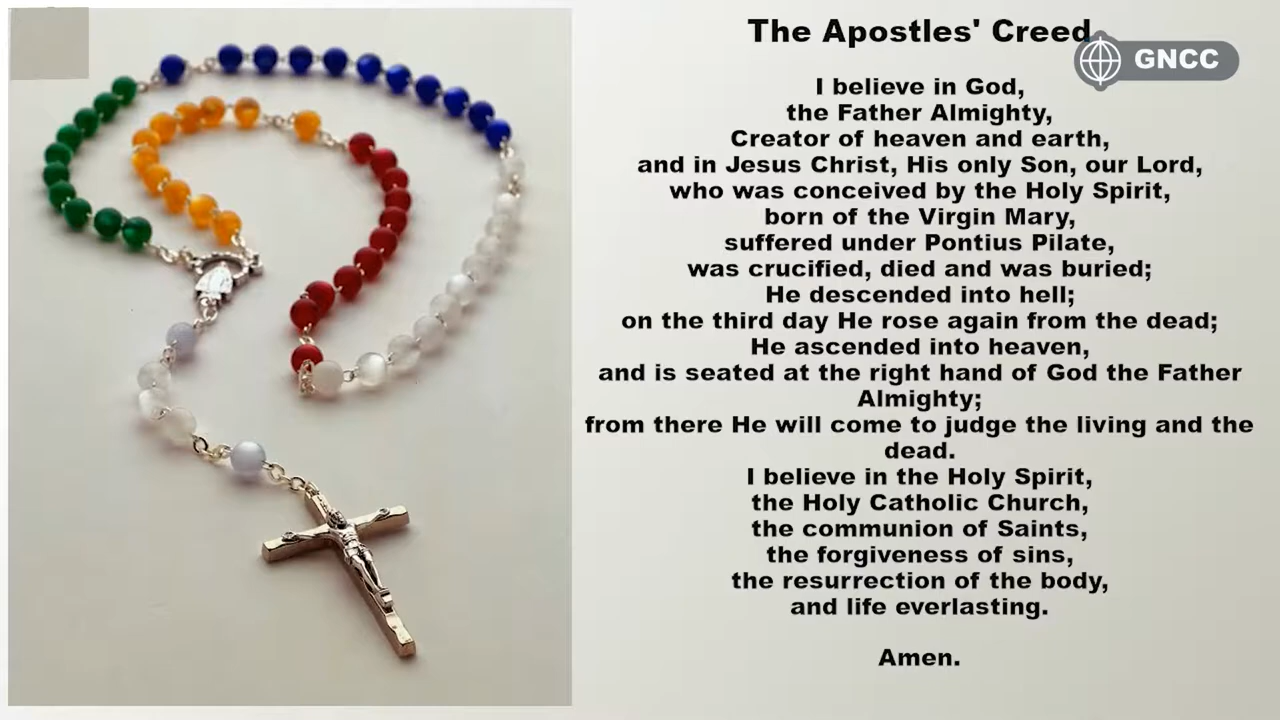 The Apostles' Creed
GNCC
I believe in God,
the Father Almighty,
Creator of heaven and earth,
and in Jesus Christ, His only Son, our Lord,
who was conceived by the Holy Spirit,
born of the Virgin Mary,
suffered under Pontius Pilate,
was crucified, died and was buried;
He descended into hell;
on the third day He rose again from the dead;
He ascended into heaven,
and is seated at the right hand of God the Father
Almighty;
from there He will come to judge the living and the
dead.
I believe in the Holy Spirit,
the Holy Catholic Church,
the communion of Saints,
the forgiveness of sins,
the resurrection of the body,
and life everlasting.
Amen.